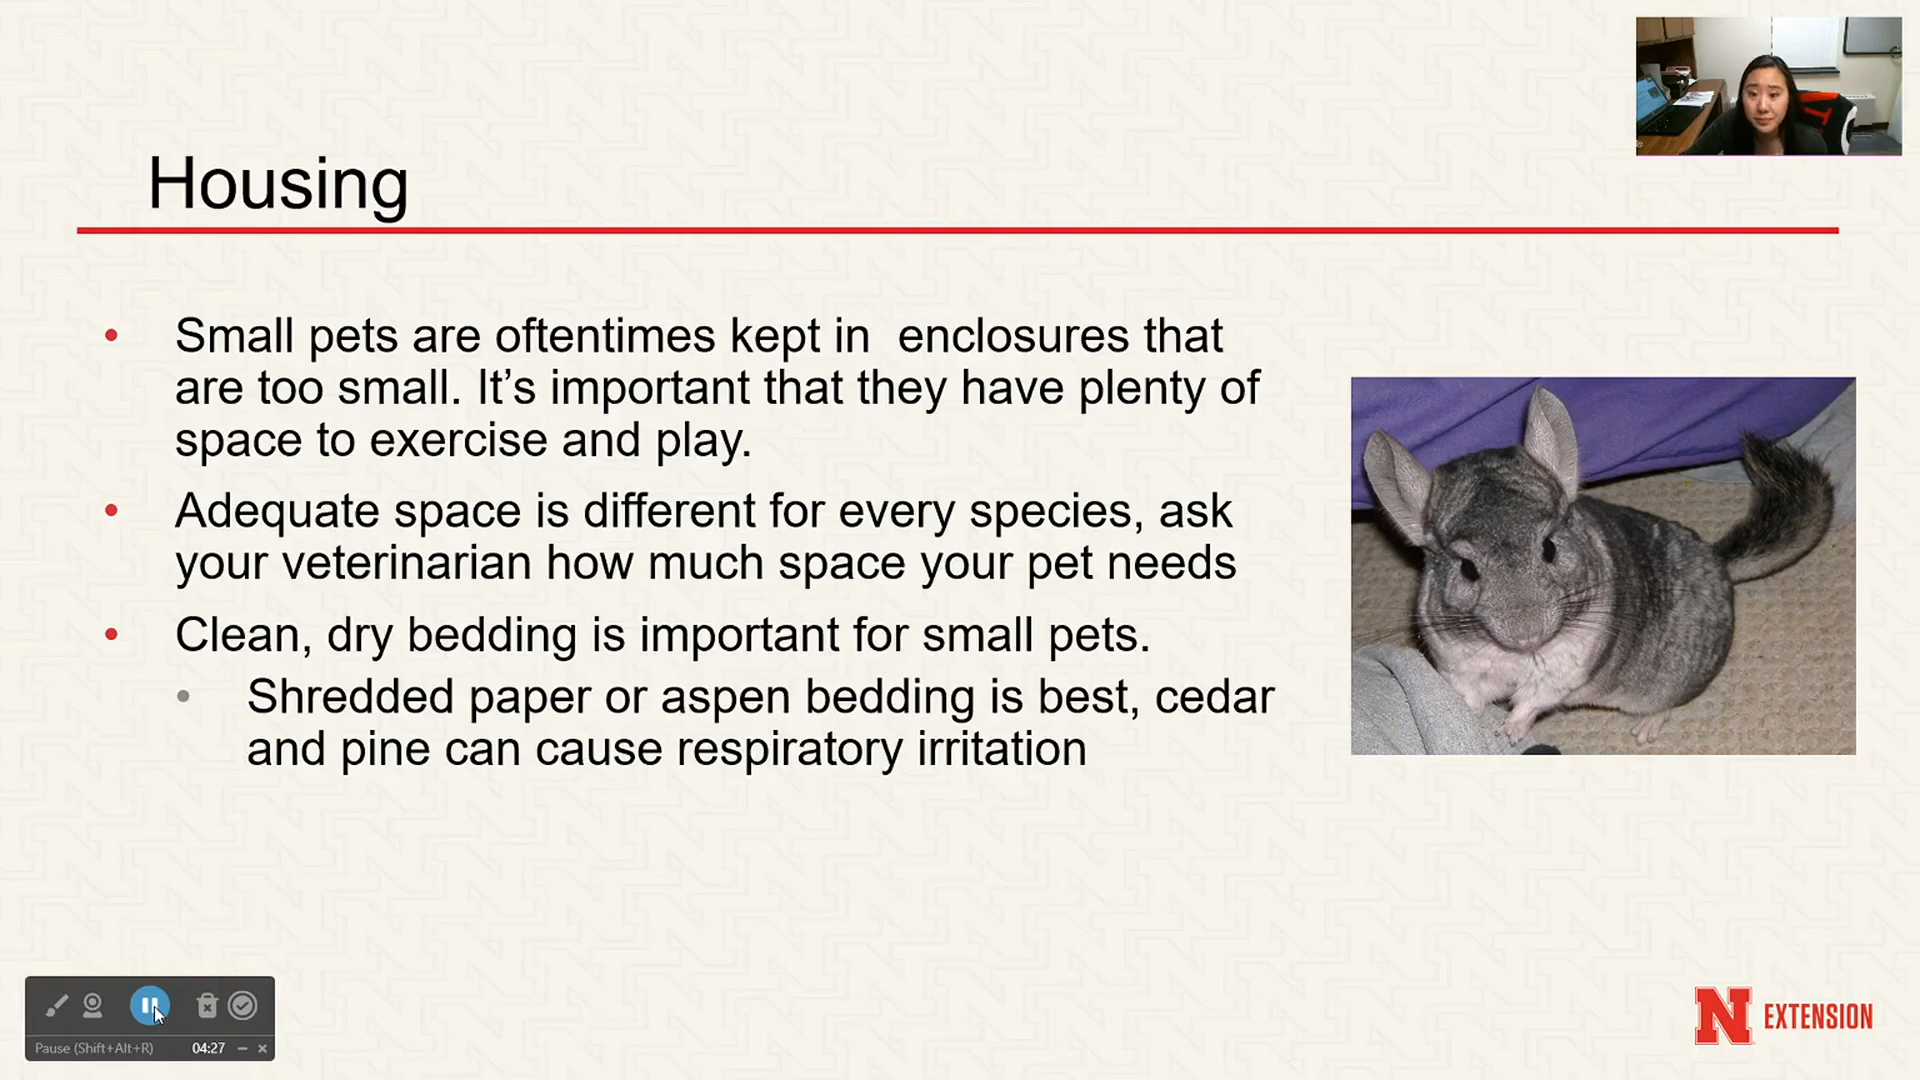 Housing
• Small pets are oftentimes kept in  enclosures that
are too small. It’s important that they have plenty of
space to exercise and play.
• Adequate space is different for every species, ask
your veterinarian how much space your pet needs
• Clean, dry bedding is important for small pets.
• Shredded paper or aspen bedding is best, cedar
and pine can cause respiratory irritation
Pause (Shift+Alt+R) 04:27
N EXTENSION